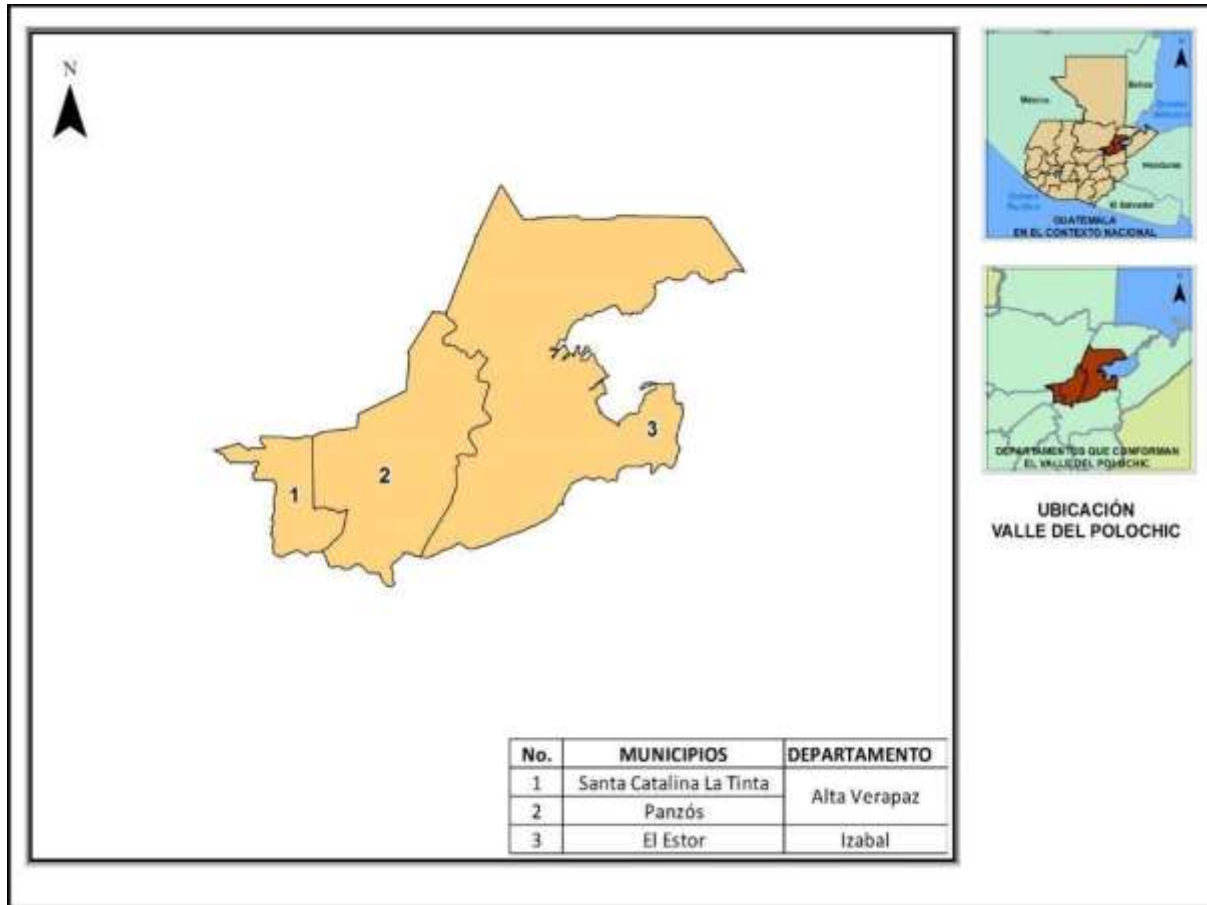 N
1
2
3
No. MUNICIPIOS DEPARTAMENTO
1 Santa Catalina La Tinta Alta Verapaz
2 Panzós
3 El Estor Izabal
México
Belize
Honduras
El Salvador
GUATEMALA
EN EL CONTEXTO NACIONAL
DEPARTAMENTOS QUE CONFORMAN
EL VALLE DEL POLOCHIC
UBICACIÓN
VALLE DEL POLOCHIC